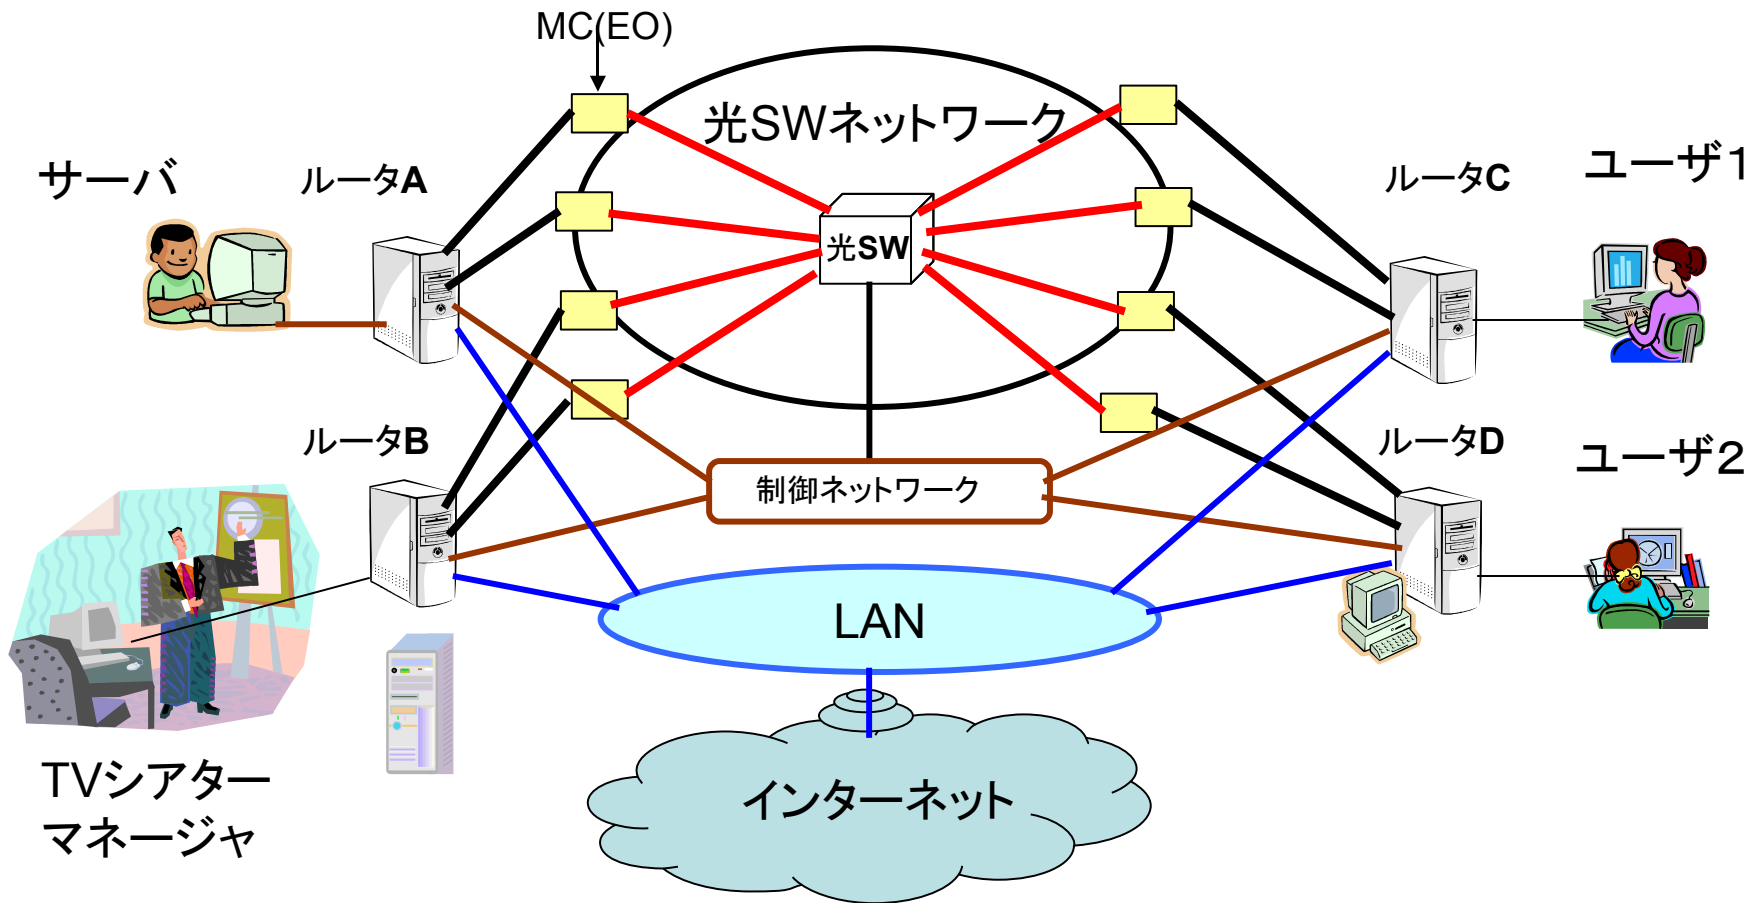 MC(EO)
光SWネットワーク
サーバ
ルータA
ルータC
ユーザ1
光SW
ルータB
ルータD
ユーザ2
制御ネットワーク
LAN
TVシアター
マネージャ
インターネット